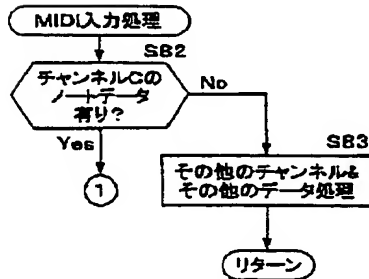 MIDI入力処理
SB2
チャンネルCの
ノートデータ
有り?
No
Yes
SB3
1
その他のチャンネル&
その他のデータ処理
リターン